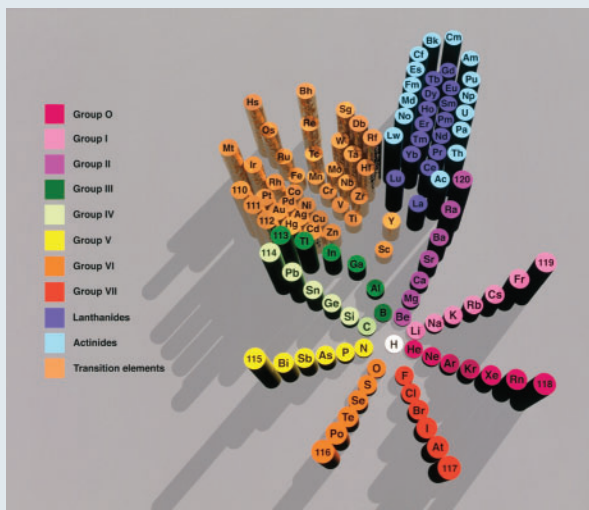 Group O
Group I
Group II
Group III
Group IV
Group V
Group VI
Group VII
Lanthanides
Actinides
Transition elements
Hs
Os
Ru
Fe
Bh
Re
Te
Mn
Sg
W
Mo
Cr
Db
Ta
Nb
V
Rf
Hf
Zr
Ti
Mt
Ir
Rh
Co
110
Pt
Pd
Ni
111
Au
Ag
Cu
112
Hg
Cd
Zn
Y
Sc
Bk
Cm
Cf
Am
Es
Pu
Fm
Np
Md
U
No
Pa
Lw
Th
Ac
Gd
Tb
Eu
Dy
Sm
Ho
Pm
Er
Nd
Tm
Pr
Yb
Ce
Lu
La
120
Ra
Ba
Sr
Ca
Mg
Be
113
Tl
In
Ga
Al
B
114
Pb
Sn
Ge
Si
C
119
Fr
Cs
Rb
K
Na
Li
H
He
Ne
Ar
Kr
Xe
Rn
118
115
Bi
Sb
As
P
N
O
S
Se
Te
Po
116
F
Cl
Br
I
At
117